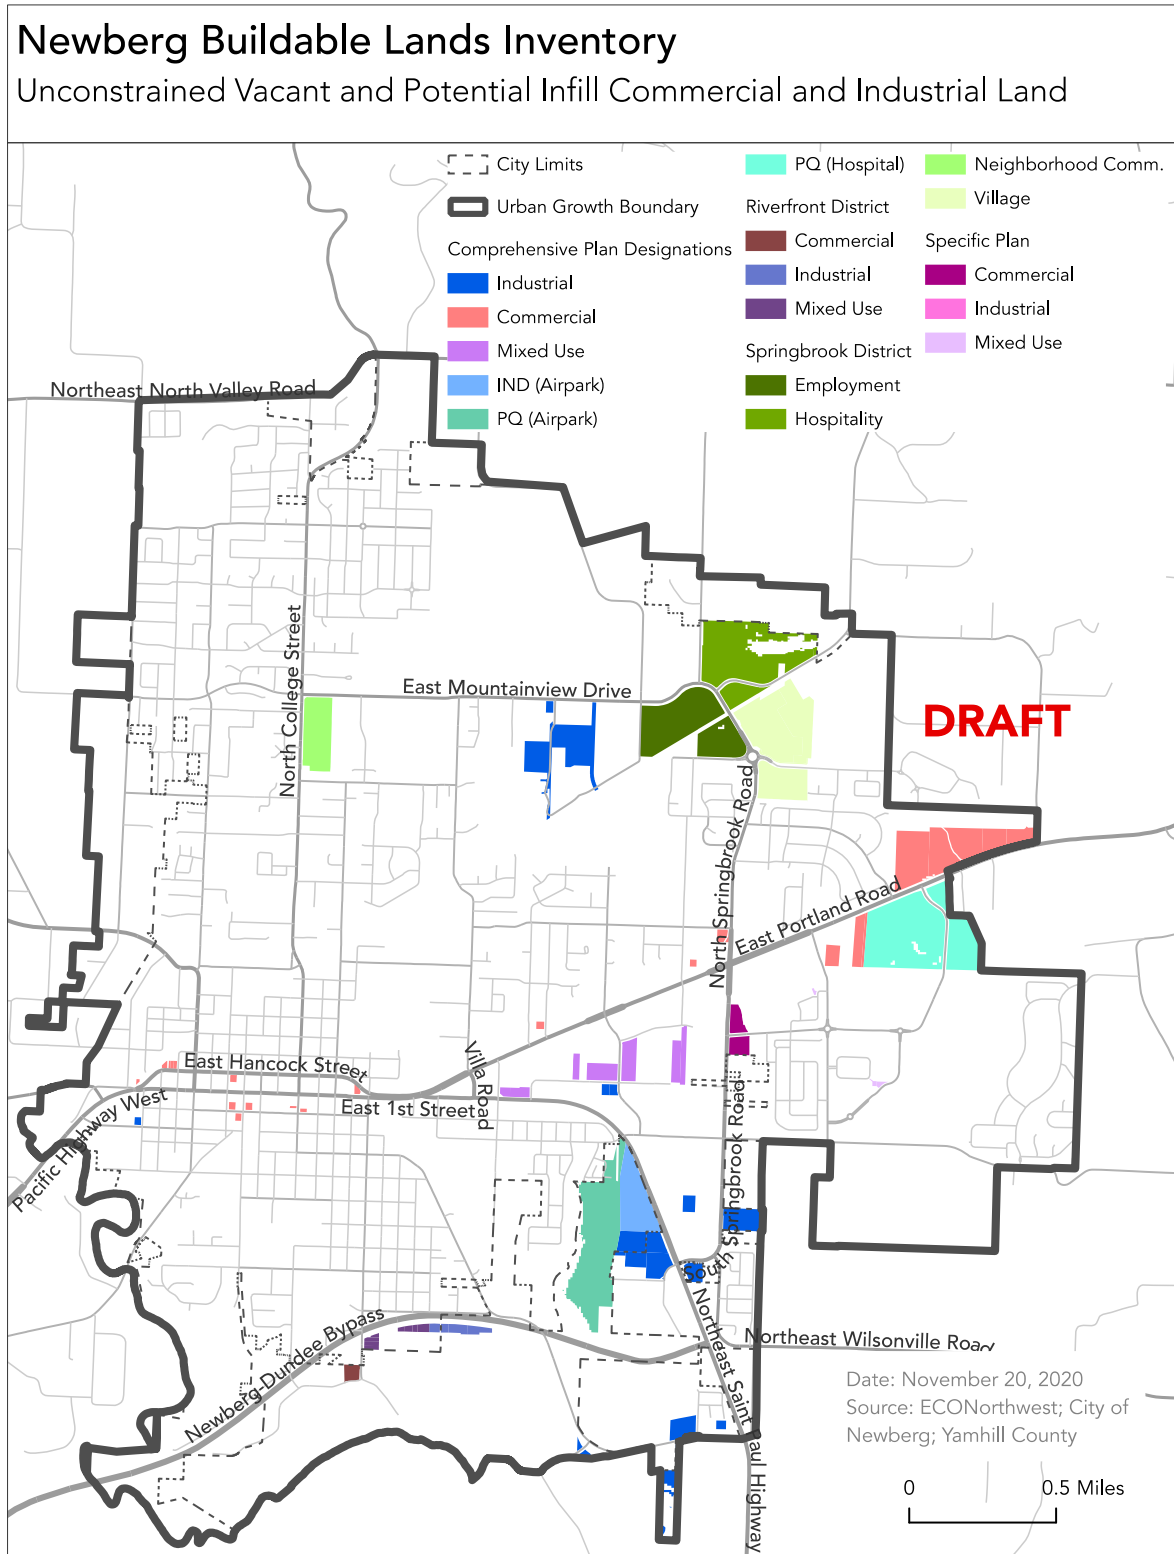 Newberg Buildable Lands Inventory
Unconstrained Vacant and Potential Infill Commercial and Industrial Land
City Limits
Urban Growth Boundary
Comprehensive Plan Designations
Industrial
Commercial
Mixed Use
IND (Airpark)
PQ (Airpark)
PQ (Hospital)
Riverfront District
Commercial
Industrial
Mixed Use
Springbrook District
Employment
Hospitality
Neighborhood Comm.
Village
Specific Plan
Commercial
Industrial
Mixed Use
Northeast North Valley Road
North College Street
East Mountainview Drive
DRAFT
North Springbrook Road
East Portland Road
East Hancock Street
Villa Road
East 1st Street
Pacific Highway West
South Springbrook Road
Newberg-Dundee Bypass
Northeast Wilsonville Road
Northeast Saint Paul Highway
Date: November 20, 2020
Source: ECONorthwest; City of
Newberg; Yamhill County
0 0.5 Miles